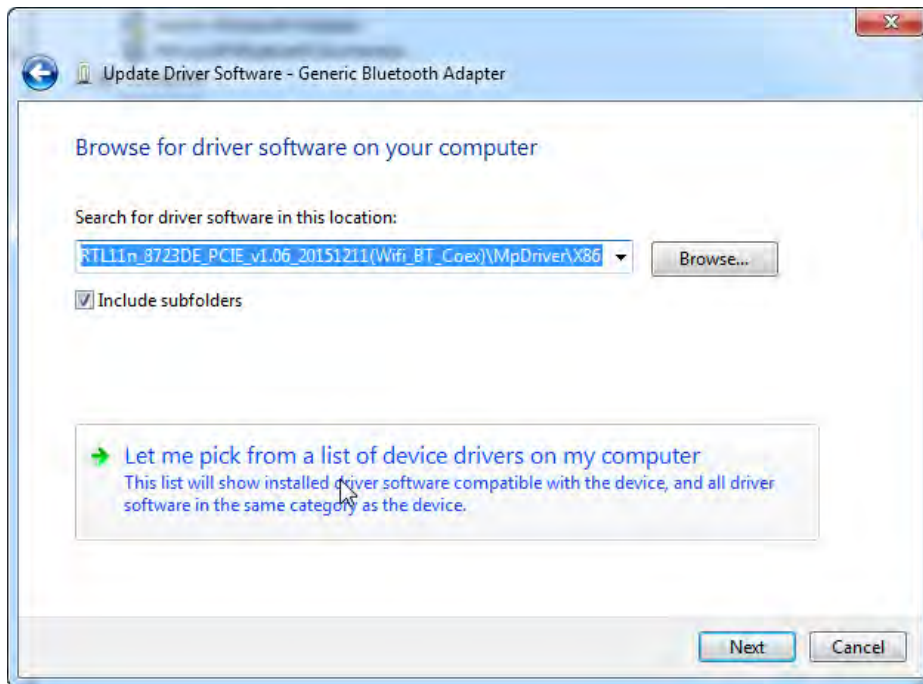 Update Driver Software - Generic Bluetooth Adapter
Browse for driver software on your computer
Search for driver software in this location:
RTL11n_8723DE_PCIE_v1.06_20151211(Wifi_BT_Coex)\MpDriver\X86
Browse...
Include subfolders
Let me pick from a list of device drivers on my computer
This list will show installed driver software compatible with the device, and all driver
software in the same category as the device.
Next
Cancel